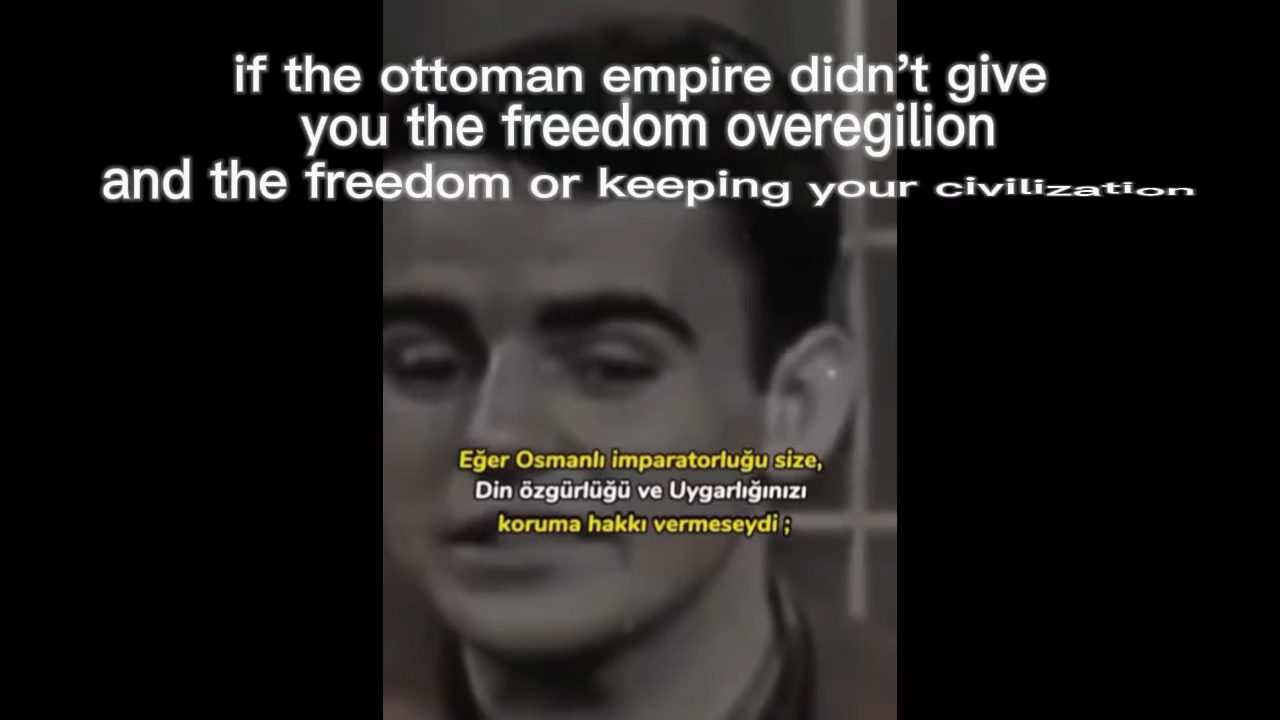 if the ottoman empire didn't give
you the freedom overegilion
and the freedom or keeping your civilization
Eğer Osmanlı imparatorluğu size,
Din özgürlüğü ve Uygarlığınızı
koruma hakkı vermeseydi ;